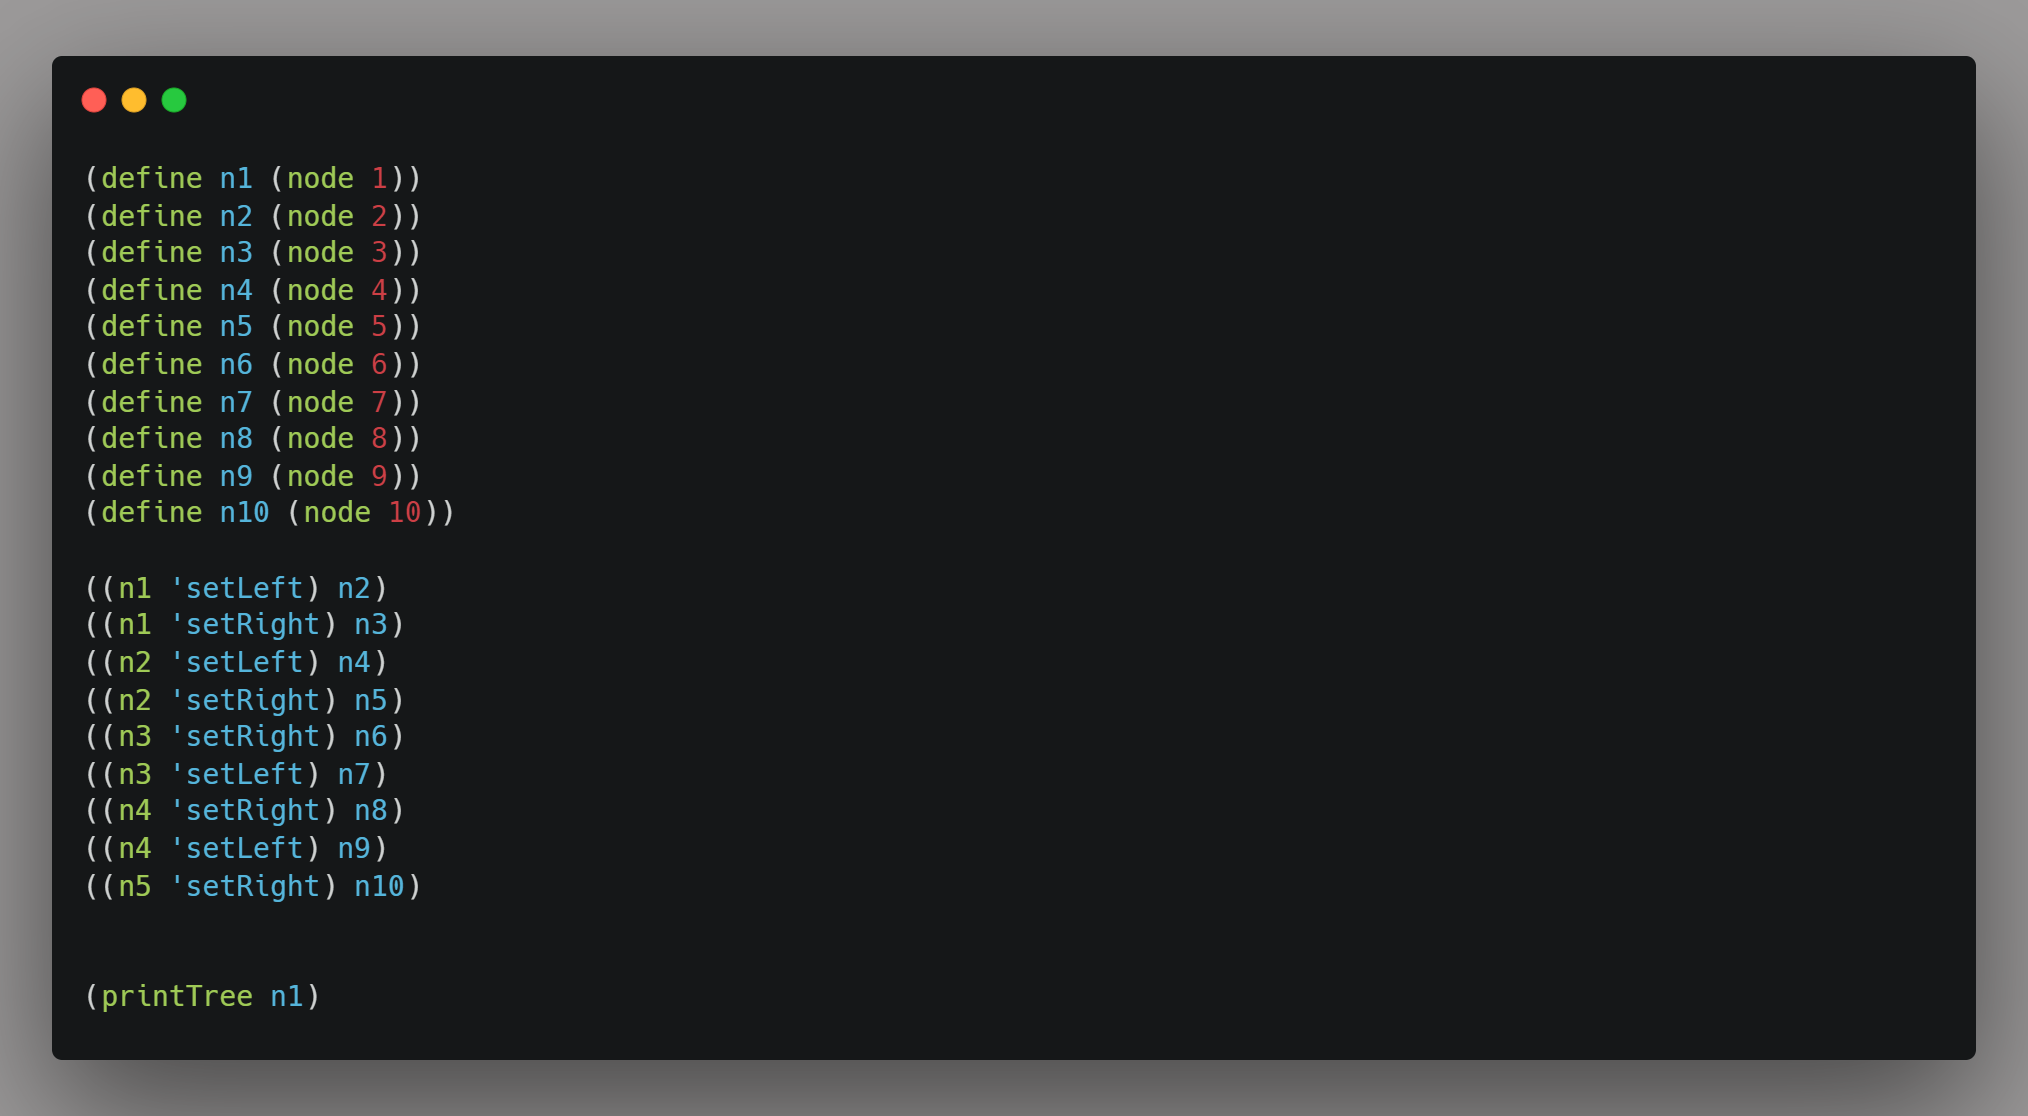 (define n1 (node 1))
(define n2 (node 2))
(define n3 (node 3))
(define n4 (node 4))
(define n5 (node 5))
(define n6 (node 6))
(define n7 (node 7))
(define n8 (node 8))
(define n9 (node 9))
(define n10 (node 10))
((n1 'setLeft) n2)
((n1 'setRight) n3)
((n2 'setLeft) n4)
((n2 'setRight) n5)
((n3 'setRight) n6)
((n3 'setLeft) n7)
((n4 'setRight) n8)
((n4 'setLeft) n9)
((n5 'setRight) n10)
(printTree n1)